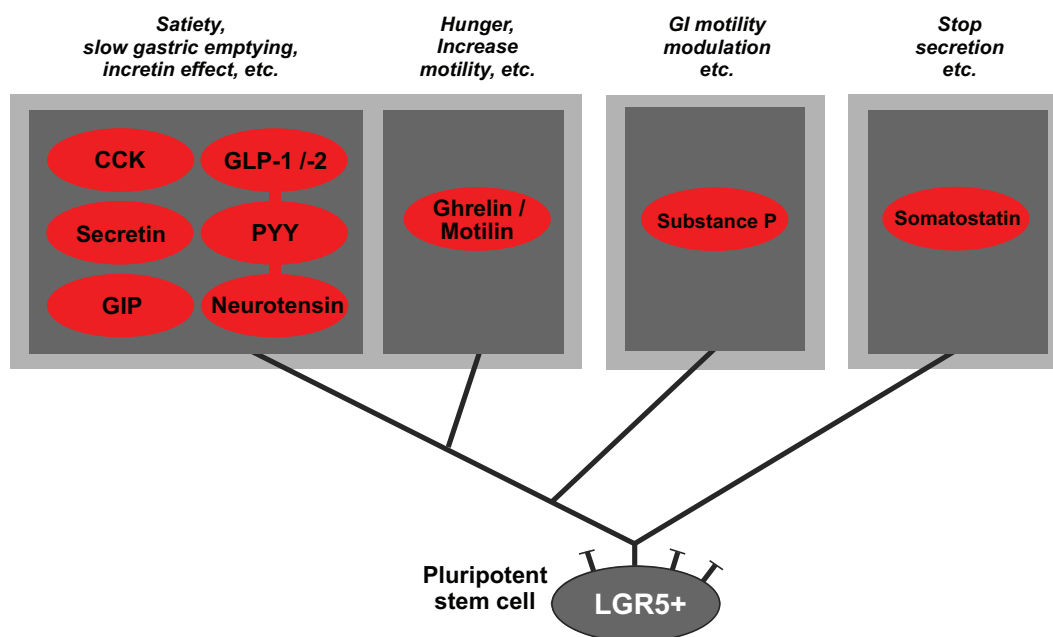 Satiety,
slow gastric emptying,
incretin effect, etc.
Hunger,
Increase
motility, etc.
GI motility
modulation
etc.
Stop
secretion
etc.
CCK
GLP-1 /-2
Secretin
PYY
GIP
Neurotensin
Ghrelin /
Motilin
Substance P
Somatostatin
Pluripotent
stem cell
LGR5+